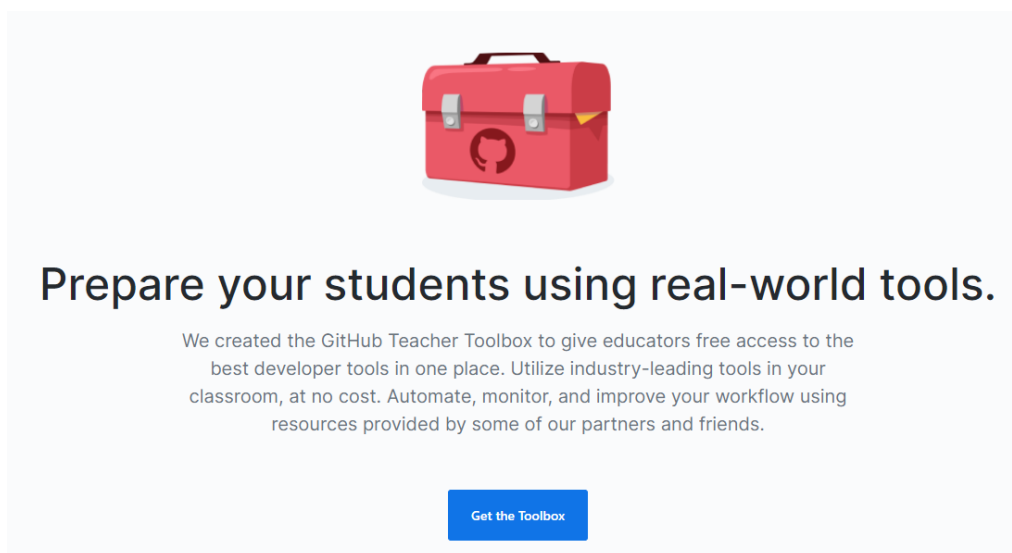 Prepare your students using real-world tools.
We created the GitHub Teacher Toolbox to give educators free access to the
best developer tools in one place. Utilize industry-leading tools in your
classroom, at no cost. Automate, monitor, and improve your workflow using
resources provided by some of our partners and friends.
Get the Toolbox